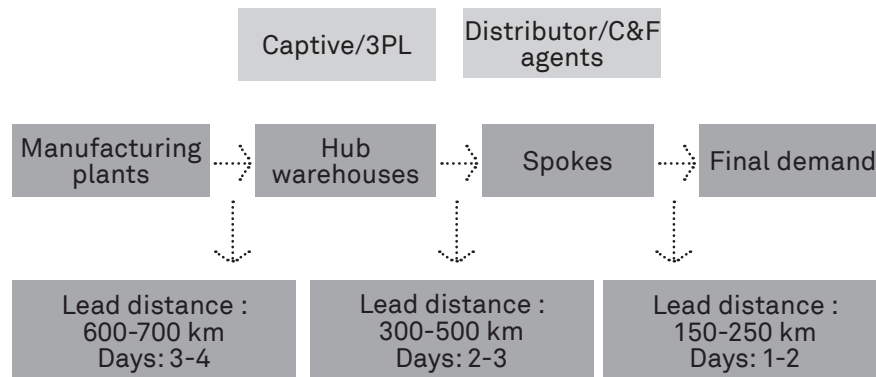 Captive/3PL
Distributor/C&F
agents
Manufacturing
plants
Hub
warehouses
Spokes
Final demand
Lead distance :
600-700 km
Days: 3-4
Lead distance :
300-500 km
Days: 2-3
Lead distance :
150-250 km
Days: 1-2